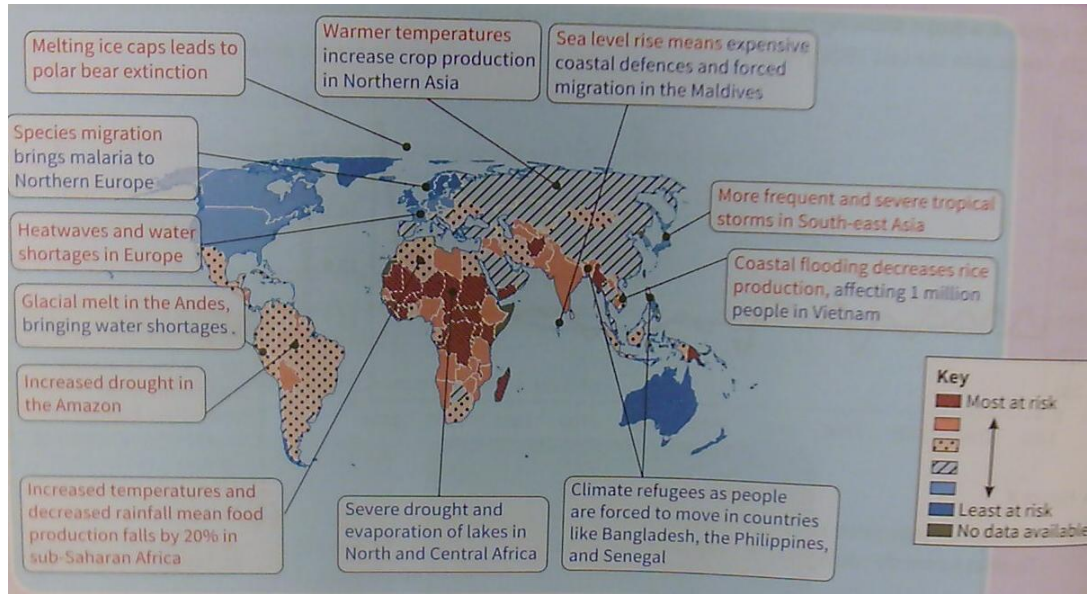 Melting ice caps leads to
polar bear extinction
Warmer temperatures
increase crop production
in Northern Asia
Sea level rise means expensive
coastal defences and forced
migration in the Maldives
Species migration
brings malaria to
Northern Europe
Heatwaves and water
shortages in Europe
Glacial melt in the Andes,
bringing water shortages.
Increased drought in
the Amazon
Increased temperatures and
decreased rainfall mean food
production falls by 20% in
sub-Saharan Africa
Severe drought and
evaporation of lakes in
North and Central Africa
Climate refugees as people
are forced to move in countries
like Bangladesh, the Philippines,
and Senegal
More frequent and severe tropical
storms in South-east Asia
Coastal flooding decreases rice
production, affecting 1 million
people in Vietnam
Key
Most at risk
Least at risk
No data available